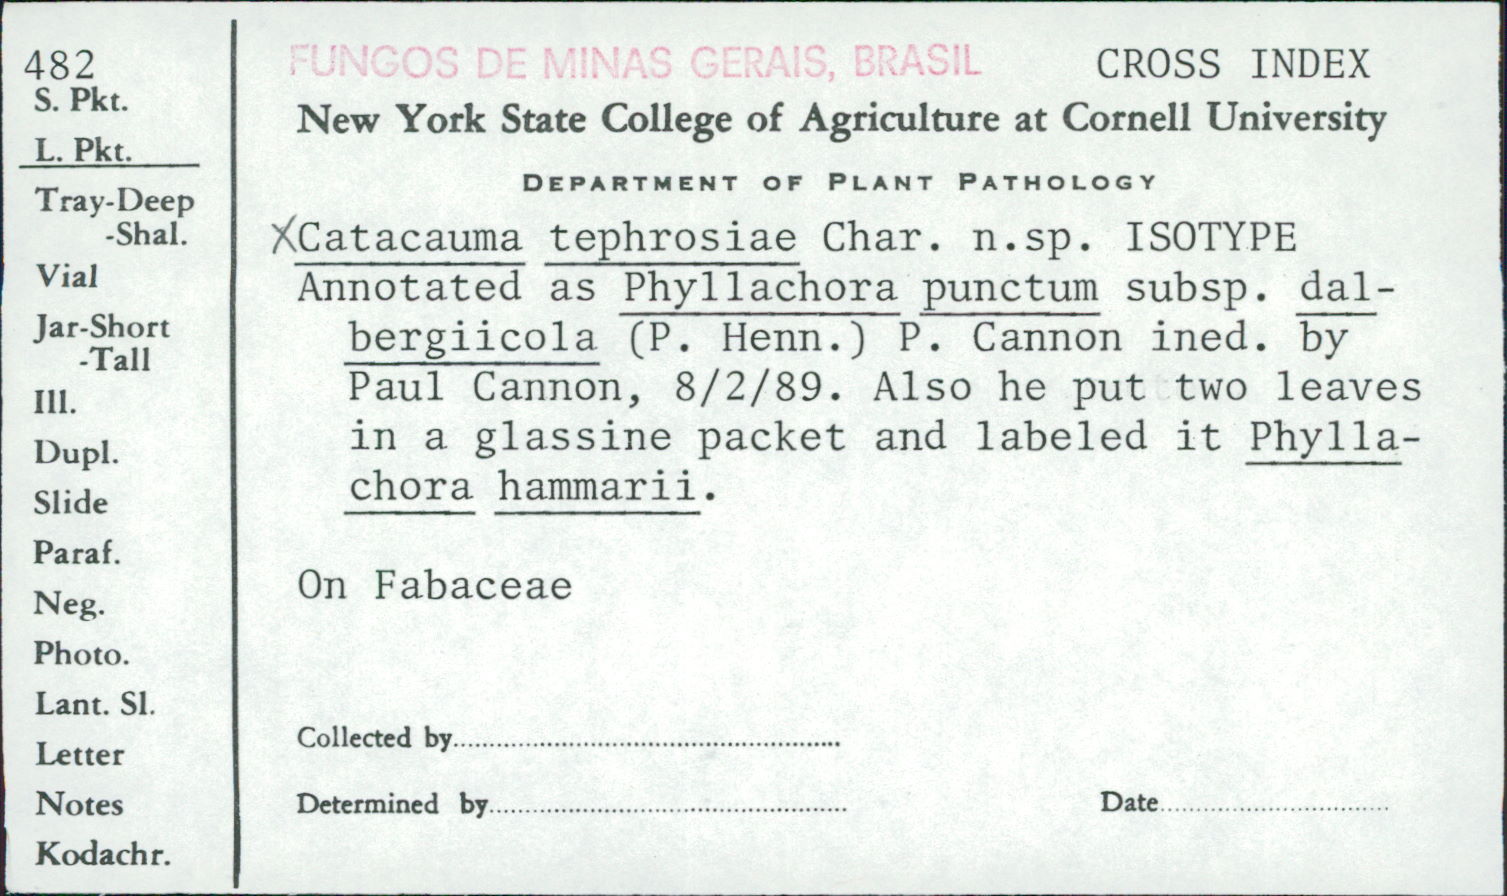 482
S. Pkt.
L. Pkt.
Tray-Deep
-Shal.
Vial
Jar-Short
-Tall
Ill.
Dupl.
Slide
Paraf.
Neg.
Photo.
Lant. Sl.
Letter
Notes
Kodachr.
FUNGOS DE MINAS GERAIS, BRASIL CROSS INDEX
New York State College of Agriculture at Cornell University
DEPARTMENT OF PLANT PATHOLOGY
XCatacauma tephrosiae Char. n.sp. ISOTYPE
Annotated as Phyllachora punctum subsp. dal-
bergiicola (P. Henn.) P. Cannon ined. by
Paul Cannon, 8/2/89. Also he put two leaves
in a glassine packet and labeled it Phylla-
chora hammarii.
On Fabaceae
Collected by
Determined by Date